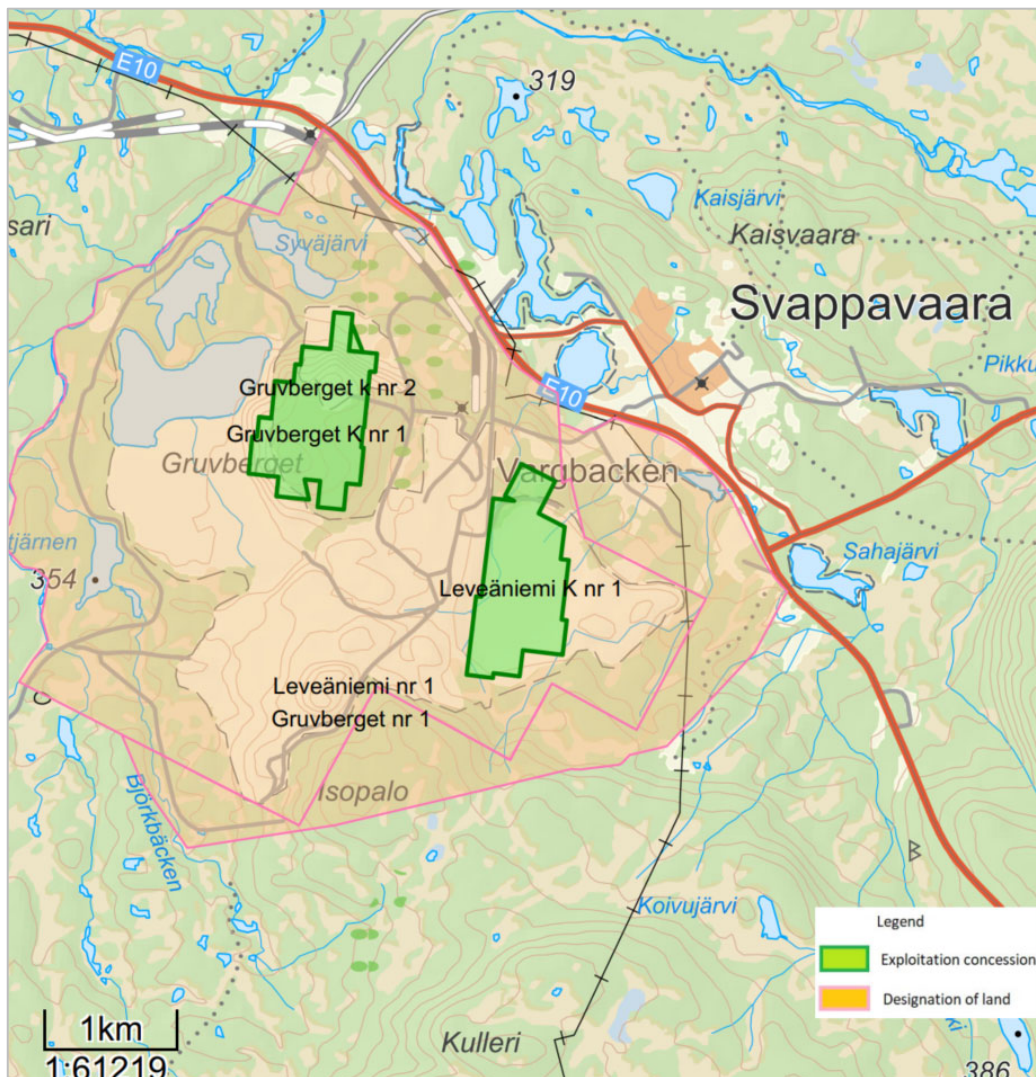 E10
319
Kaisjärvi
sari
Kaisvaara
Syväjärvi
Svappavaara
Pikku
Gruvberget k nr 2
E10
Gruvberget K nr 1
Gruvberget
Vargbacken
tjärnen
Sahajärvi
354
Leveäniemi K nr 1
Leveäniemi nr 1
Gruvberget nr 1
Isopalo
Björkbäcken
Koivujärvi
Legend
Exploitation concession
Designation of land
1km
Kulleri
ki
1:61219
386